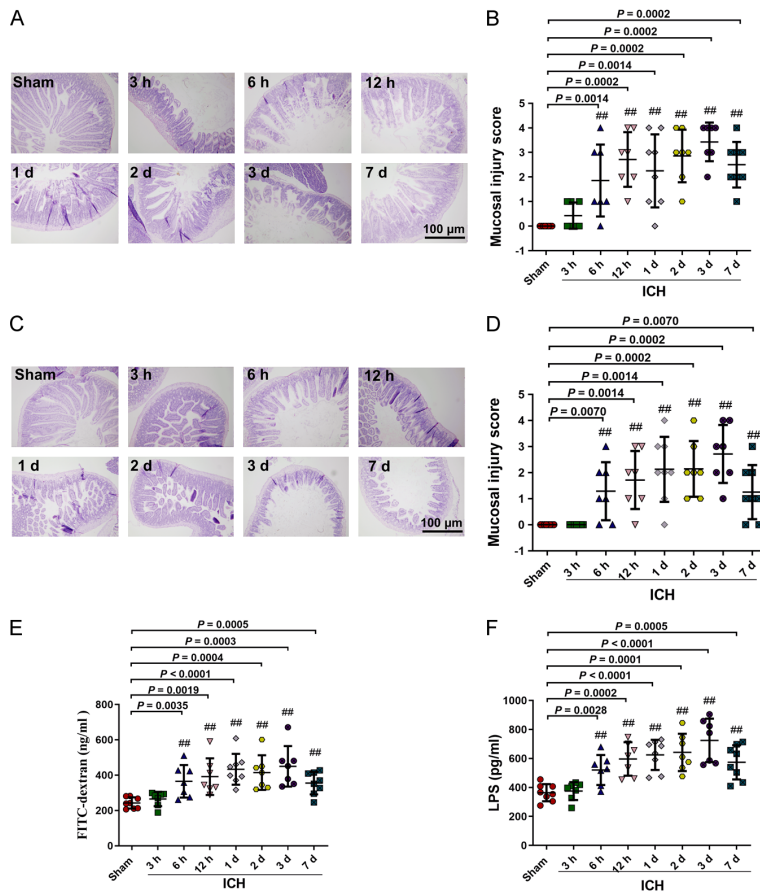 A
Sham
3 h
6 h
12 h
1 d
2 d
3 d
7 d
100 μm
B
P = 0.0002
P = 0.0002
P = 0.0002
P = 0.0014
P = 0.0002
P = 0.0014
Mucosal injury score
5
4
3
2
1
0
-1
## ## ## ## ## ##
Sham 3 h 6 h 12 h 1 d 2 d 3 d 7 d
ICH
C
Sham
3 h
6 h
12 h
1 d
2 d
3 d
7 d
100 μm
D
P = 0.0070
P = 0.0002
P = 0.0002
P = 0.0014
P = 0.0014
P = 0.0070
Mucosal injury score
5
4
3
2
1
0
-1
## ## ## ## ## ##
Sham 3 h 6 h 12 h 1 d 2 d 3 d 7 d
ICH
E
P = 0.0005
P = 0.0003
P = 0.0004
P < 0.0001
P = 0.0019
P = 0.0035
FITC-dextran (ng/ml )
800
600
400
200
0
## ## ## ## ## ##
Sham 3 h 6 h 12 h 1 d 2 d 3 d 7 d
ICH
F
P = 0.0005
P < 0.0001
P = 0.0001
P < 0.0001
P = 0.0002
P = 0.0028
LPS (pg/ml)
1000
800
600
400
200
0
## ## ## ## ## ##
Sham 3 h 6 h 12 h 1 d 2 d 3 d 7 d
ICH